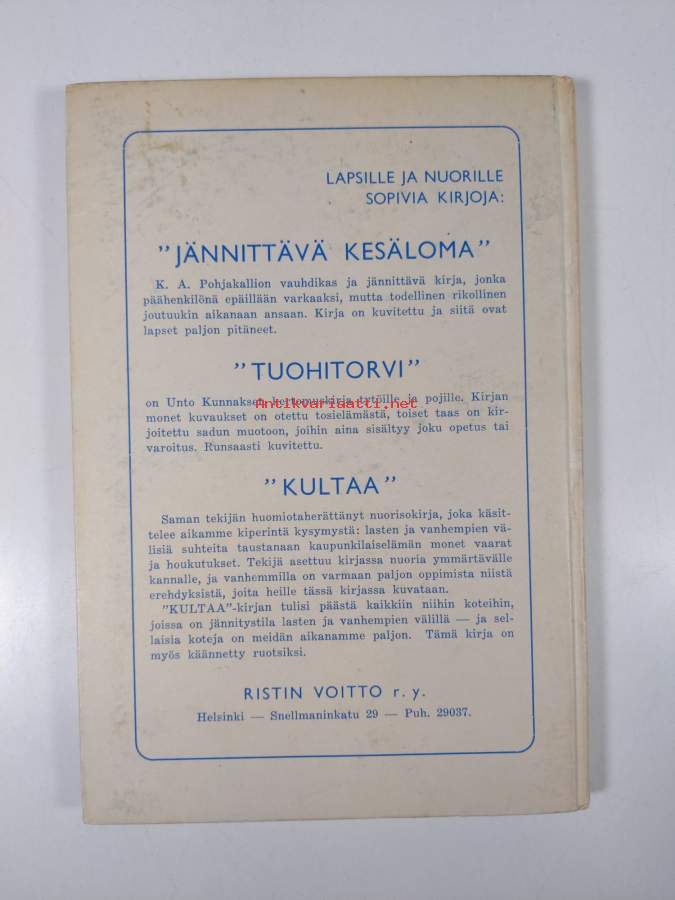 LAPSILLE JA NUORILLE
SOPIVIA KIRJOJA:
”JÄNNITTÄVÄ KESÄLOMA”
K. A. Pohjakallion vauhdikas ja jännittävä kirja, jonka
päähenkilönä epäillään varkaaksi, mutta todellinen rikollinen
joutuukin aikanaan ansaan. Kirja on kuvitettu ja siitä ovat
lapset paljon pitäneet.
”TUOHITORVI”
on Unto Kunnaksen kertomuskirja tytöille ja pojille. Kirjan
Antikvariaatti.net
monet kuvaukset on otettu tosielämästä, toiset taas on kir-
joitettu sadun muotoon, joihin aina sisältyy joku opetus tai
varoitus. Runsaasti kuvitettu.
”KULTAA”
Saman tekijän huomiotaherättänyt nuorisokirja, joka käsit-
telee aikamme kiperintä kysymystä: lasten ja vanhempien vä-
lisiä suhteita taustanaan kaupunkilaiselämän monet vaarat
ja houkutukset. Tekijä asettuu kirjassa nuoria ymmärtävälle
kannalle, ja vanhemmilla on varmaan paljon oppimista niistä
erehdyksistä, joita heille tässä kirjassa kuvataan.
”KULTAA”-kirjan tulisi päästä kaikkiin niihin koteihin,
joissa on jännitystila lasten ja vanhempien välillä — ja sel-
laisia koteja on meidän aikanamme paljon. Tämä kirja on
myös käännetty ruotsiksi.
RISTIN VOITTO r. y.
Helsinki — Snellmaninkatu 29 — Puh. 29037.